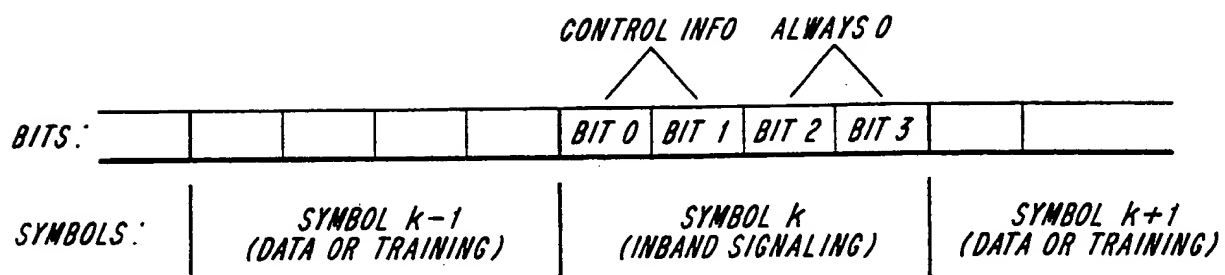 CONTROL INFO ALWAYS 0
BITS: BIT 0 BIT 1 BIT 2 BIT 3
SYMBOLS: SYMBOL k-1 SYMBOL k SYMBOL k+1
(DATA OR TRAINING) (INBAND SIGNALING) (DATA OR TRAINING)